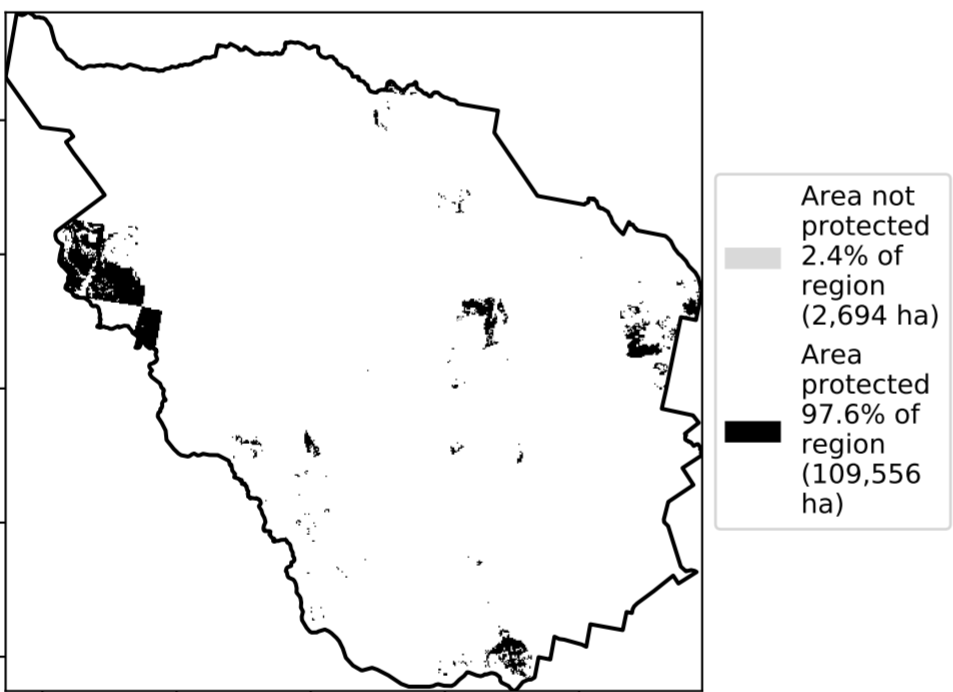 Area not
protected
2.4% of
region
(2,694 ha)
Area
protected
97.6% of
region
(109,556
ha)